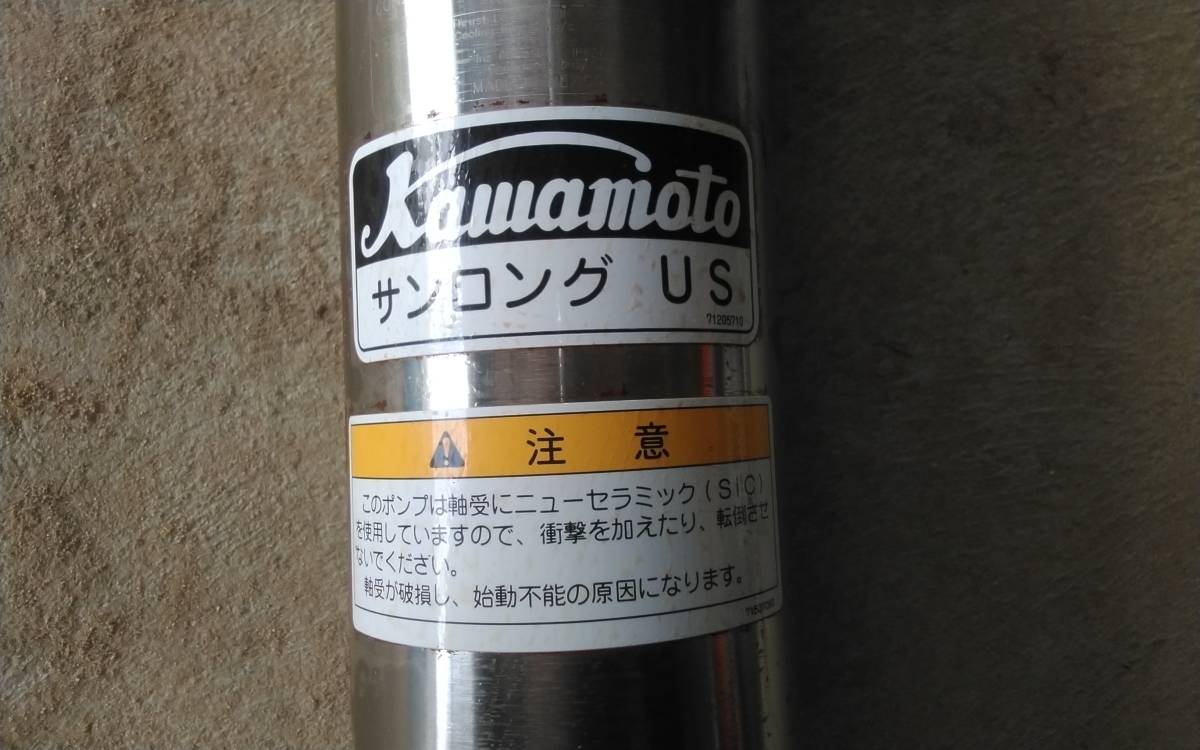 Kawamoto
サンロング US
71205710
注意
このポンプは軸受にニューセラミック(SiC)
を使用していますので、衝撃を加えたり、転倒させ
ないでください。
軸受が破損し、始動不能の原因になります。